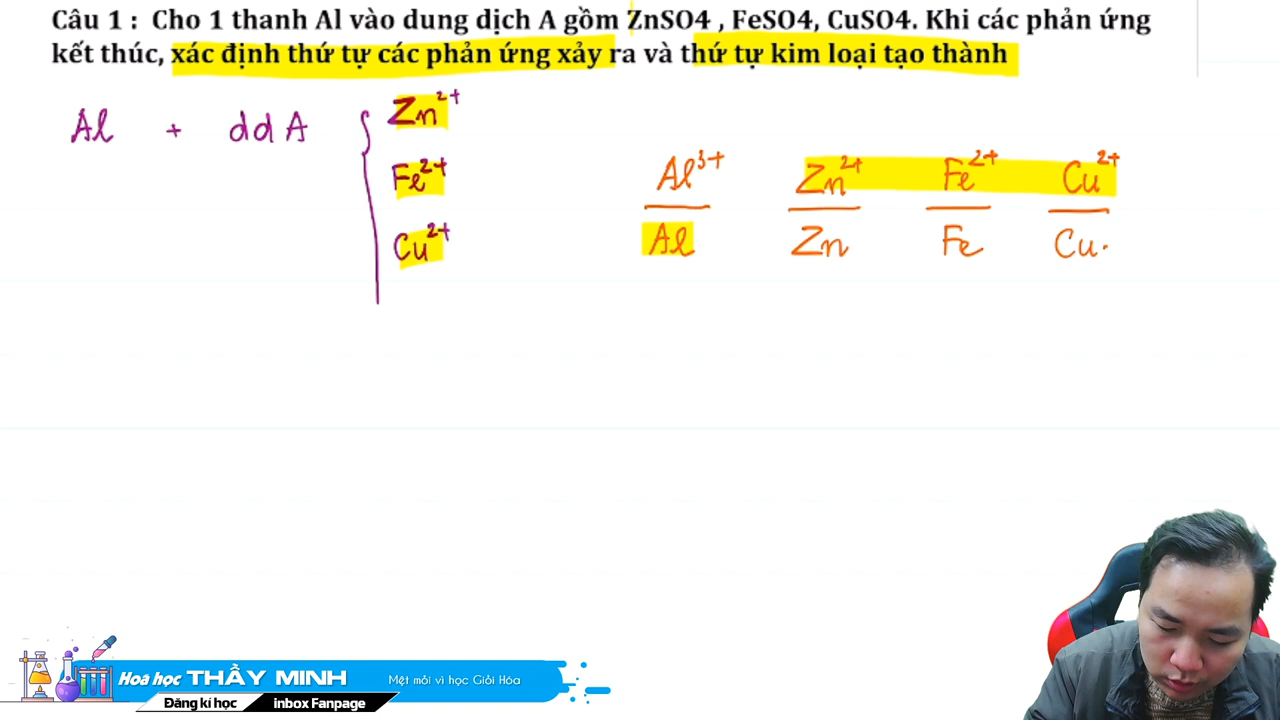 Câu 1 : Cho 1 thanh Al vào dung dịch A gồm ZnSO4 , FeSO4, CuSO4. Khi các phản ứng
kết thúc, xác định thứ tự các phản ứng xảy ra và thứ tự kim loại tạo thành
Al + dd A { Zn²⁺
Fe²⁺
Cu²⁺
Al³⁺ Zn²⁺ Fe²⁺ Cu²⁺
Al Zn Fe Cu.
Hoá học THẦY MINH
Mệt mỏi vì học Giỏi Hóa
Đăng kí học inbox Fanpage